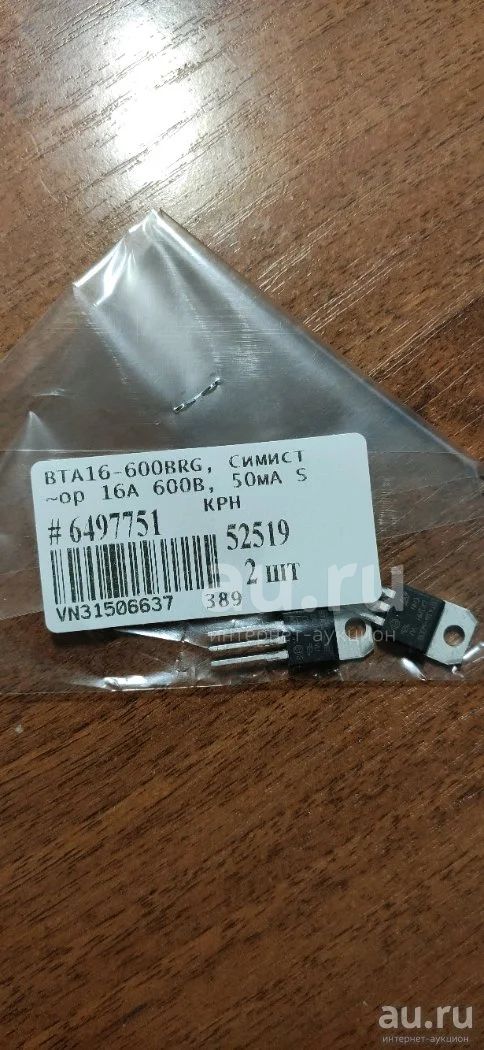 BTA16-600BRG, Симист
~ор 16А 600В, 50мА S
КРН
#6497751
52519
2 шт
VN31506637
389
au.ru
интернет-аукцион
au.ru
интернет-аукцион